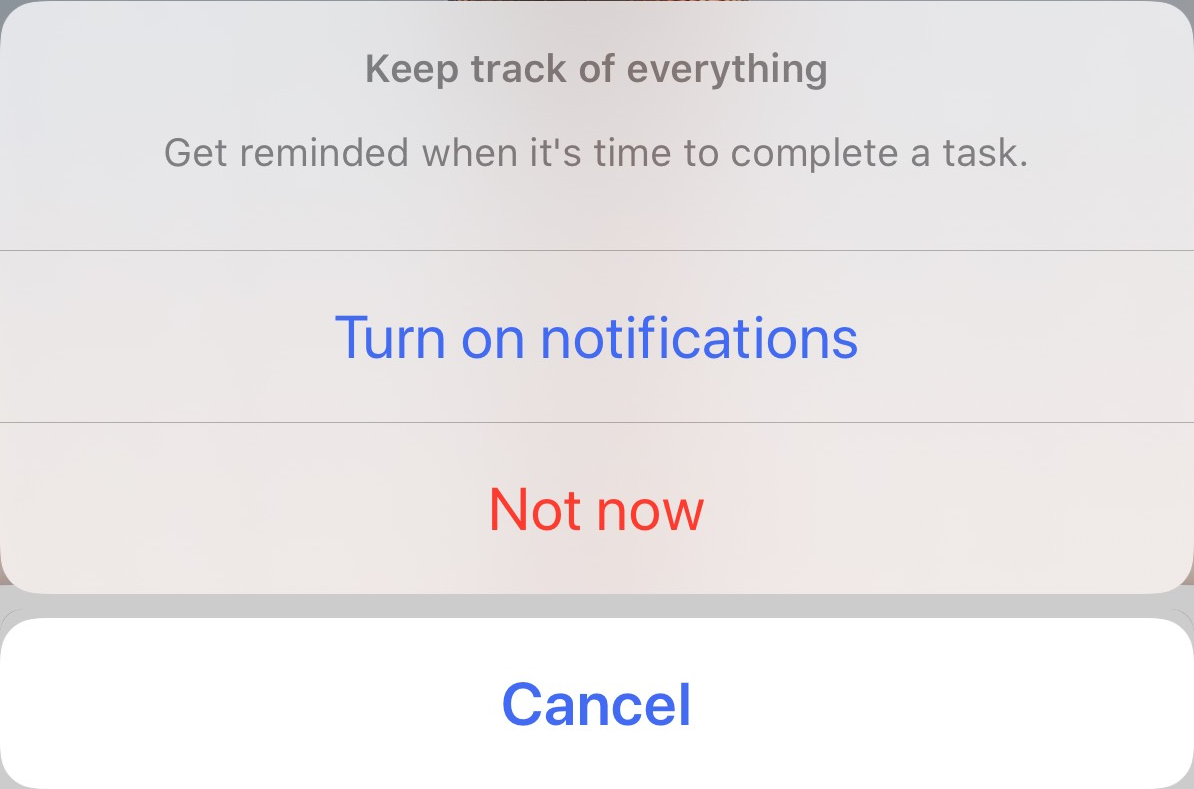 Keep track of everything
Get reminded when it's time to complete a task.
Turn on notifications
Not now
Cancel